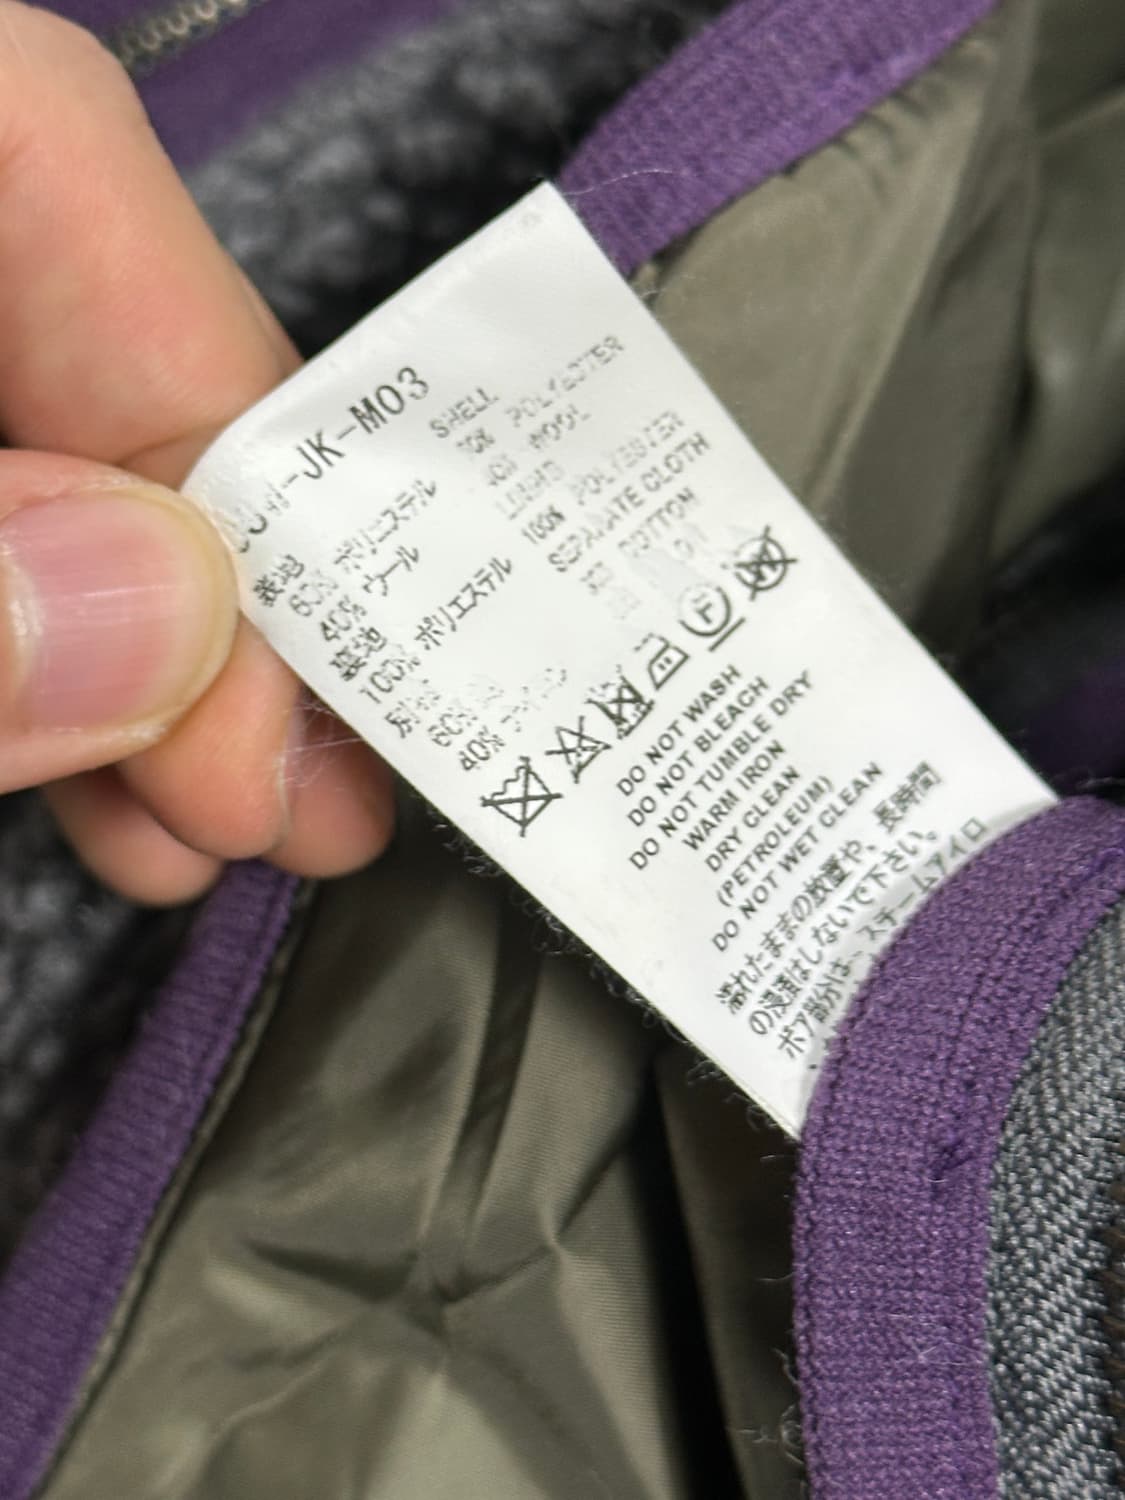 -JK-M03
表地
60% ポリエステル
40% ウール
裏地
100% ポリエステル
60%
40%
SHELL
POLYESTER
WOOL
LINING
100% POLYESTER
SEPARATE CLOTH
COTTON
F
W
DO NOT WASH
DO NOT BLEACH
DO NOT TUMBLE DRY
WARM IRON
DRY CLEAN
(PETROLEUM)
DO NOT WET CLEAN
濡れたままの放置や、長時間
の浸漬はしないで下さい。
ボア部分は、スチームアイロ